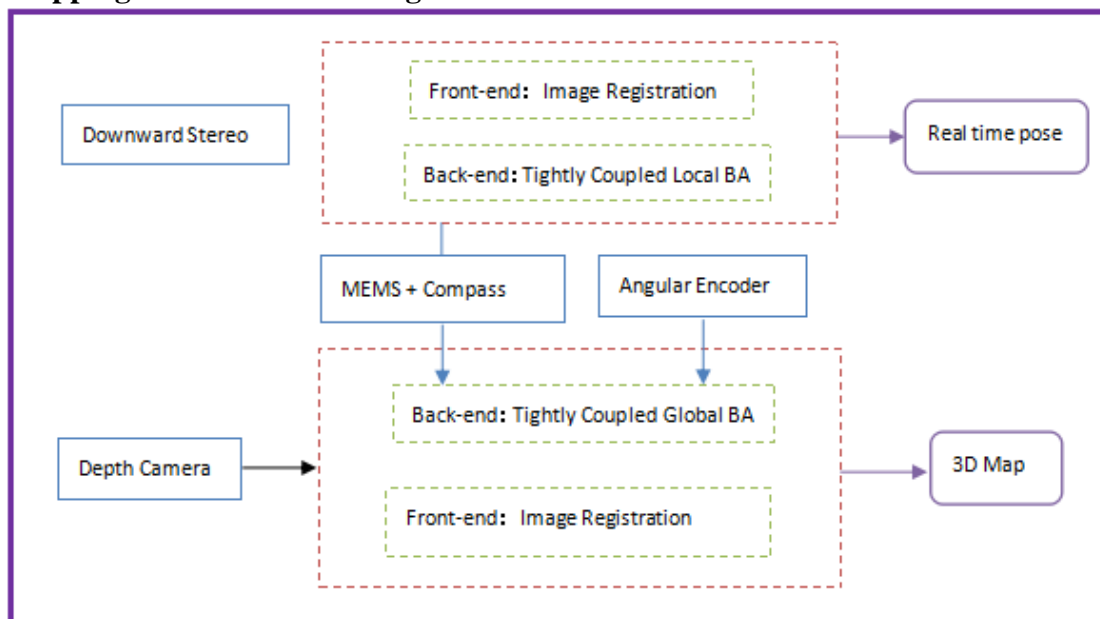 Front-end: Image Registration
Downward Stereo
Real time pose
Back-end: Tightly Coupled Local BA
MEMS + Compass
Angular Encoder
Back-end: Tightly Coupled Global BA
Depth Camera
3D Map
Front-end: Image Registration